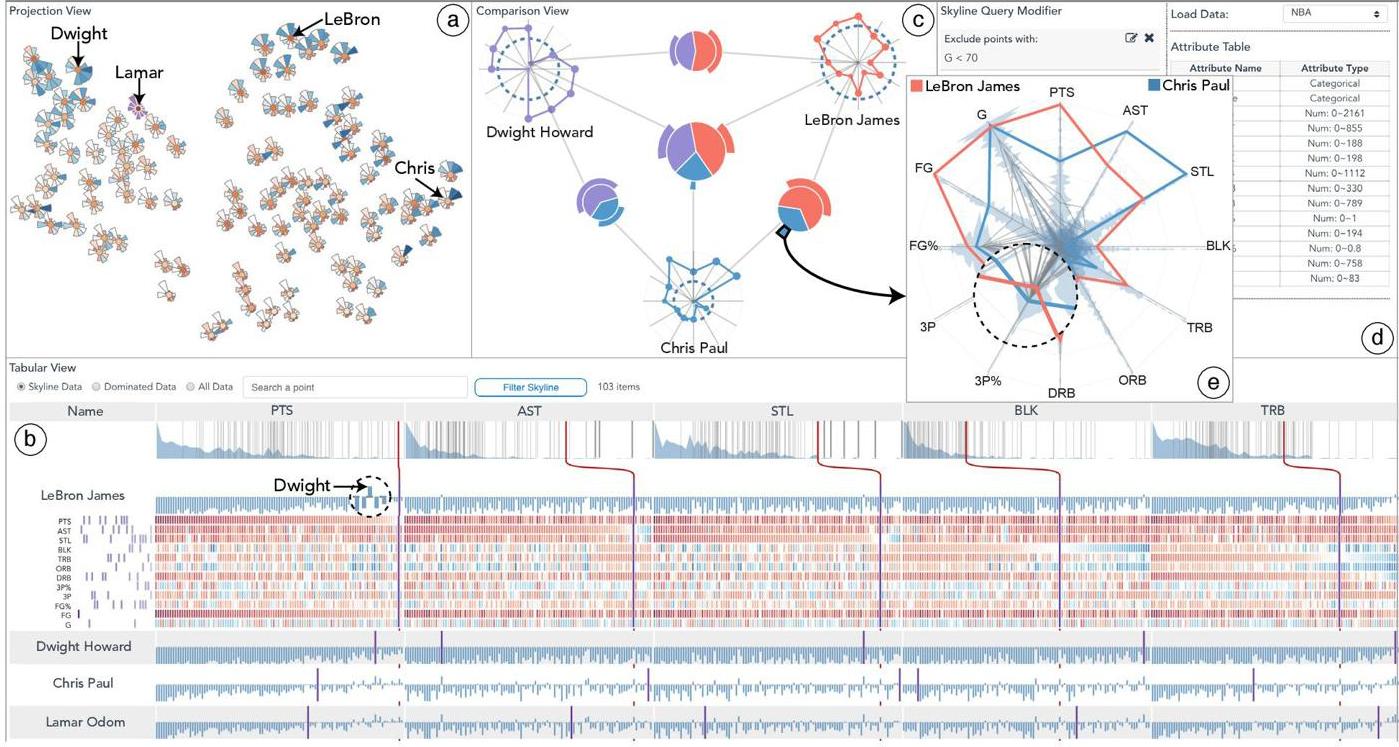 Projection View
a
LeBron
Dwight
Lamar
Chris
Comparison View
c
Dwight Howard
LeBron James
Chris Paul
Skyline Query Modifier
Exclude points with:
G < 70
Load Data:
NBA
Attribute Table
Attribute Name
Attribute Type
Categorical
Categorical
Num: 0~2161
Num: 0~855
Num: 0~188
Num: 0~198
Num: 0~1112
Num: 0~330
Num: 0~789
Num: 0~1
Num: 0~194
Num: 0~0.8
Num: 0~758
Num: 0~83
d
LeBron James
Chris Paul
PTS
AST
STL
BLK
TRB
ORB
DRB
3P%
3P
FG%
FG
G
e
Tabular View
Skyline Data
Dominated Data
All Data
Search a point
Filter Skyline
103 items
Name
PTS
AST
STL
BLK
TRB
b
Dwight
LeBron James
PTS
AST
STL
BLK
TRB
ORB
DRB
3P%
3P
FG%
FG
G
Dwight Howard
Chris Paul
Lamar Odom